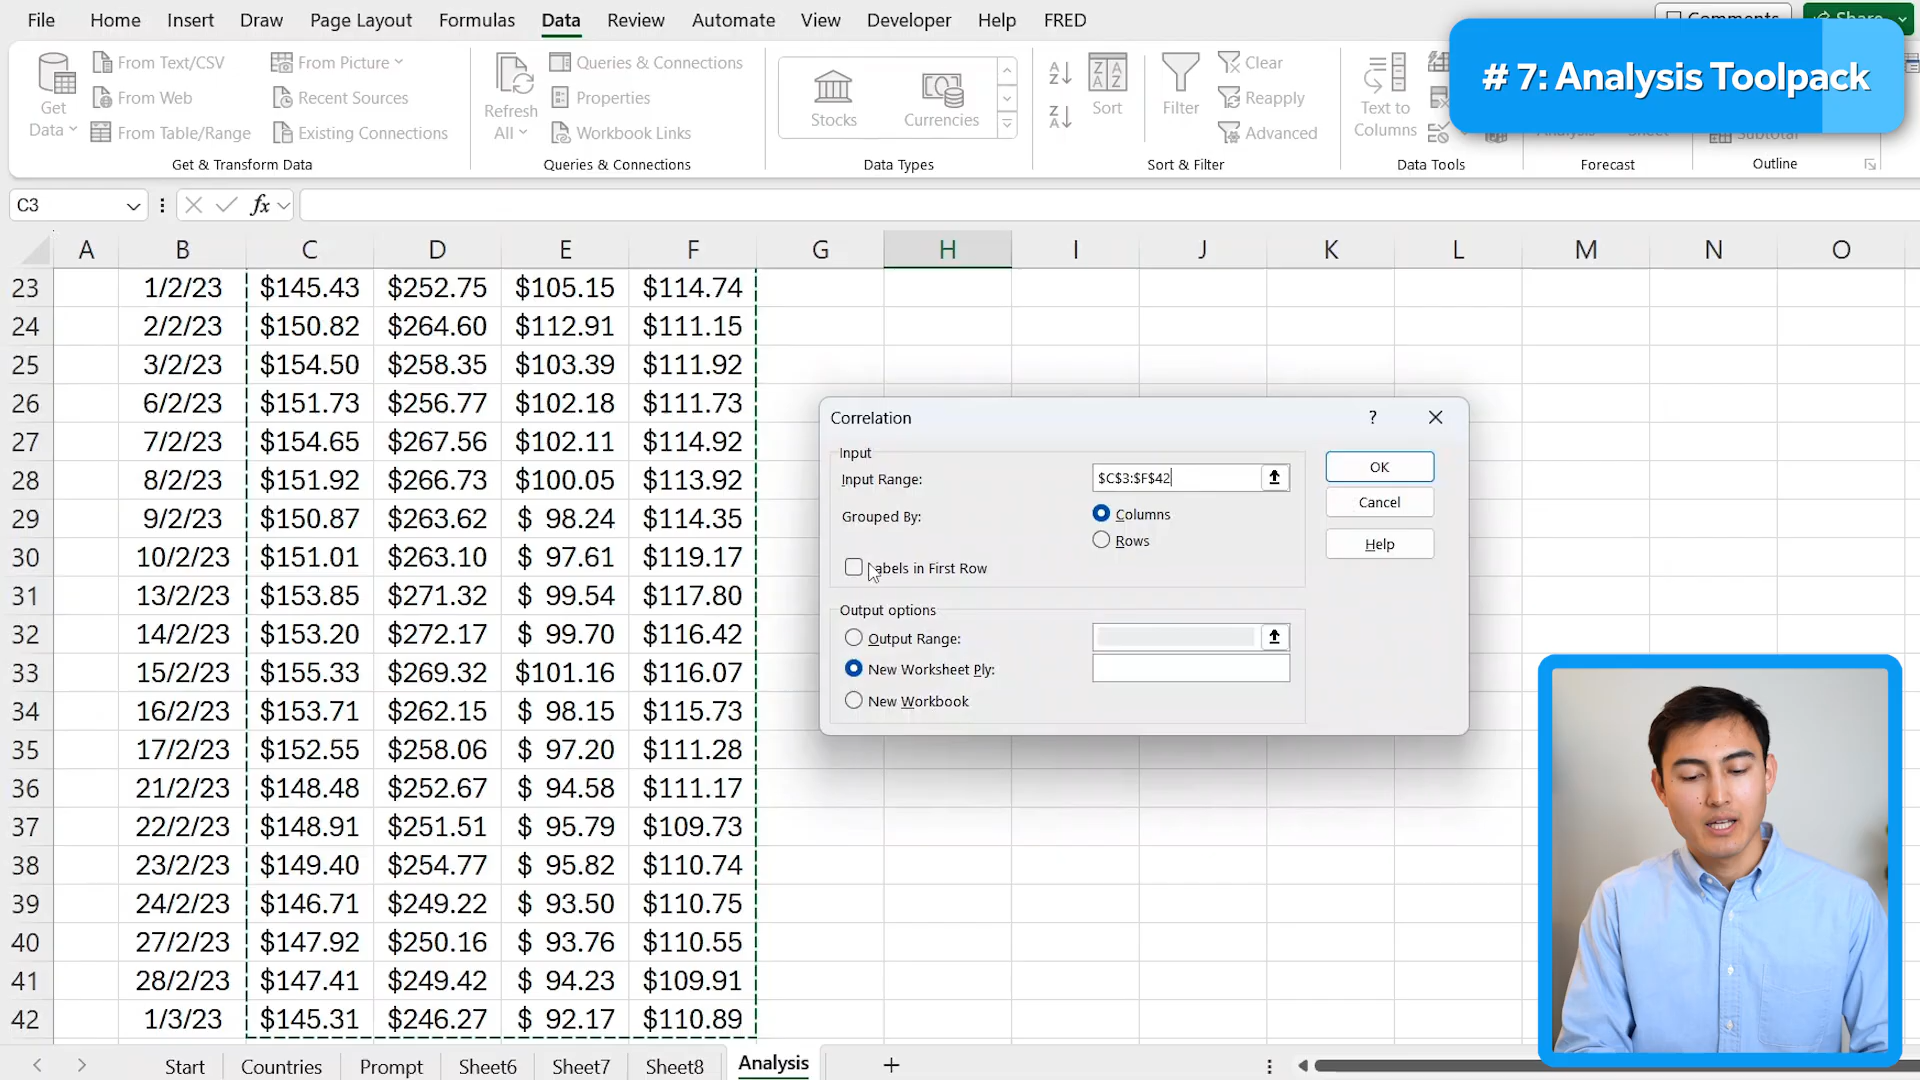 File Home Insert Draw Page Layout Formulas Data Review Automate View Developer Help FRED Comments Share
# 7: Analysis Toolpack
Get Data
From Text/CSV
From Web
From Table/Range
From Picture
Recent Sources
Existing Connections
Get & Transform Data
Refresh All
Queries & Connections
Properties
Workbook Links
Queries & Connections
Stocks
Currencies
Data Types
Sort
Filter
Clear
Reapply
Advanced
Sort & Filter
Text to Columns
Data Tools
Forecast
Subtotal
Outline
C3
fx
A B C D E F G H I J K L M N O
23 1/2/23 $145.43 $252.75 $105.15 $114.74
24 2/2/23 $150.82 $264.60 $112.91 $111.15
25 3/2/23 $154.50 $258.35 $103.39 $111.92
26 6/2/23 $151.73 $256.77 $102.18 $111.73
27 7/2/23 $154.65 $267.56 $102.11 $114.92
28 8/2/23 $151.92 $266.73 $100.05 $113.92
29 9/2/23 $150.87 $263.62 $ 98.24 $114.35
30 10/2/23 $151.01 $263.10 $ 97.61 $119.17
31 13/2/23 $153.85 $271.32 $ 99.54 $117.80
32 14/2/23 $153.20 $272.17 $ 99.70 $116.42
33 15/2/23 $155.33 $269.32 $101.16 $116.07
34 16/2/23 $153.71 $262.15 $ 98.15 $115.73
35 17/2/23 $152.55 $258.06 $ 97.20 $111.28
36 21/2/23 $148.48 $252.67 $ 94.58 $111.17
37 22/2/23 $148.91 $251.51 $ 95.79 $109.73
38 23/2/23 $149.40 $254.77 $ 95.82 $110.74
39 24/2/23 $146.71 $249.22 $ 93.50 $110.75
40 27/2/23 $147.92 $250.16 $ 93.76 $110.55
41 28/2/23 $147.41 $249.42 $ 94.23 $109.91
42 1/3/23 $145.31 $246.27 $ 92.17 $110.89
Correlation ?
Input
Input Range: $C$3:$F$42
Grouped By: Columns
Rows
Labels in First Row
Output options
Output Range:
New Worksheet Ply:
New Workbook
OK
Cancel
Help
Start Countries Prompt Sheet6 Sheet7 Sheet8 Analysis